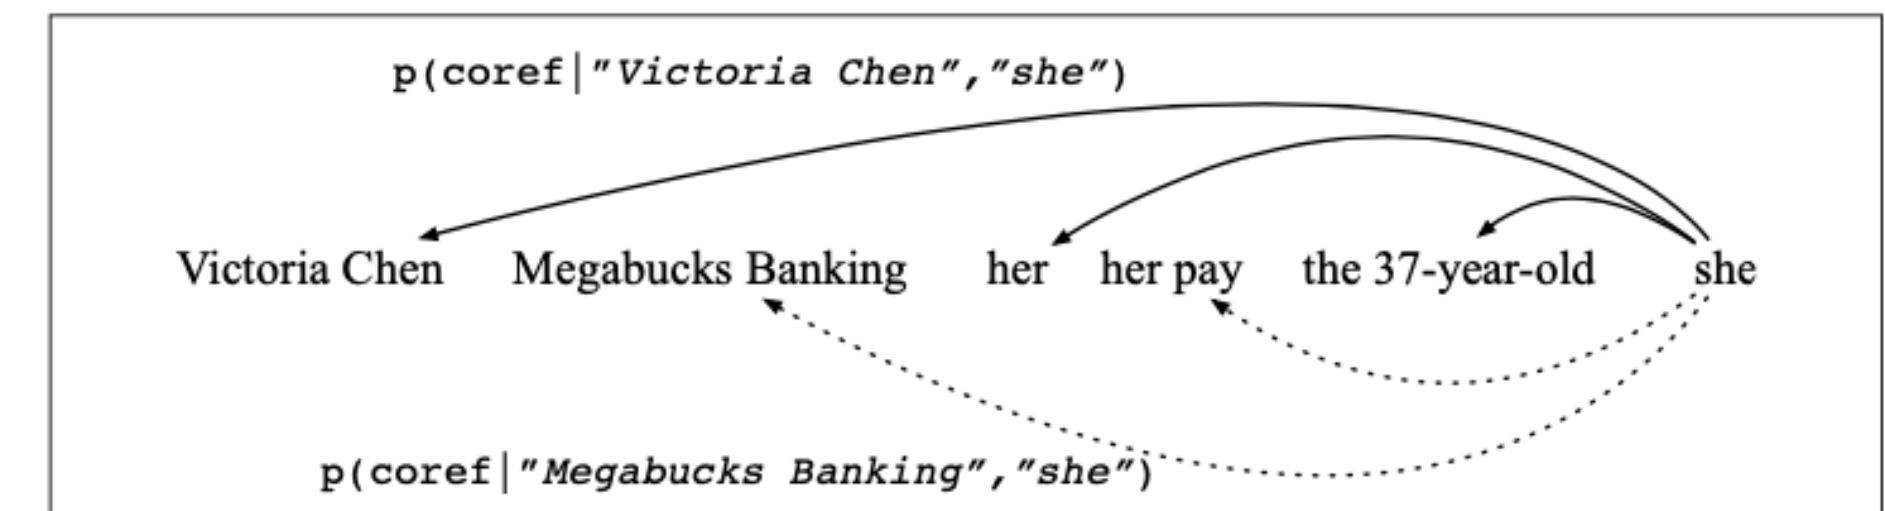 p(coref|"Victoria Chen","she")
Victoria Chen Megabucks Banking her her pay the 37-year-old she
p(coref|"Megabucks Banking","she")